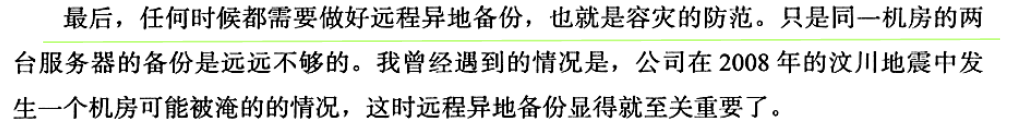 最后，任何时候都需要做好远程异地备份，也就是容灾的防范。只是同一机房的两
台服务器的备份是远远不够的。我曾经遇到的情况是，公司在 2008 年的汶川地震中发
生一个机房可能被淹的的情况，这时远程异地备份显得就至关重要了。